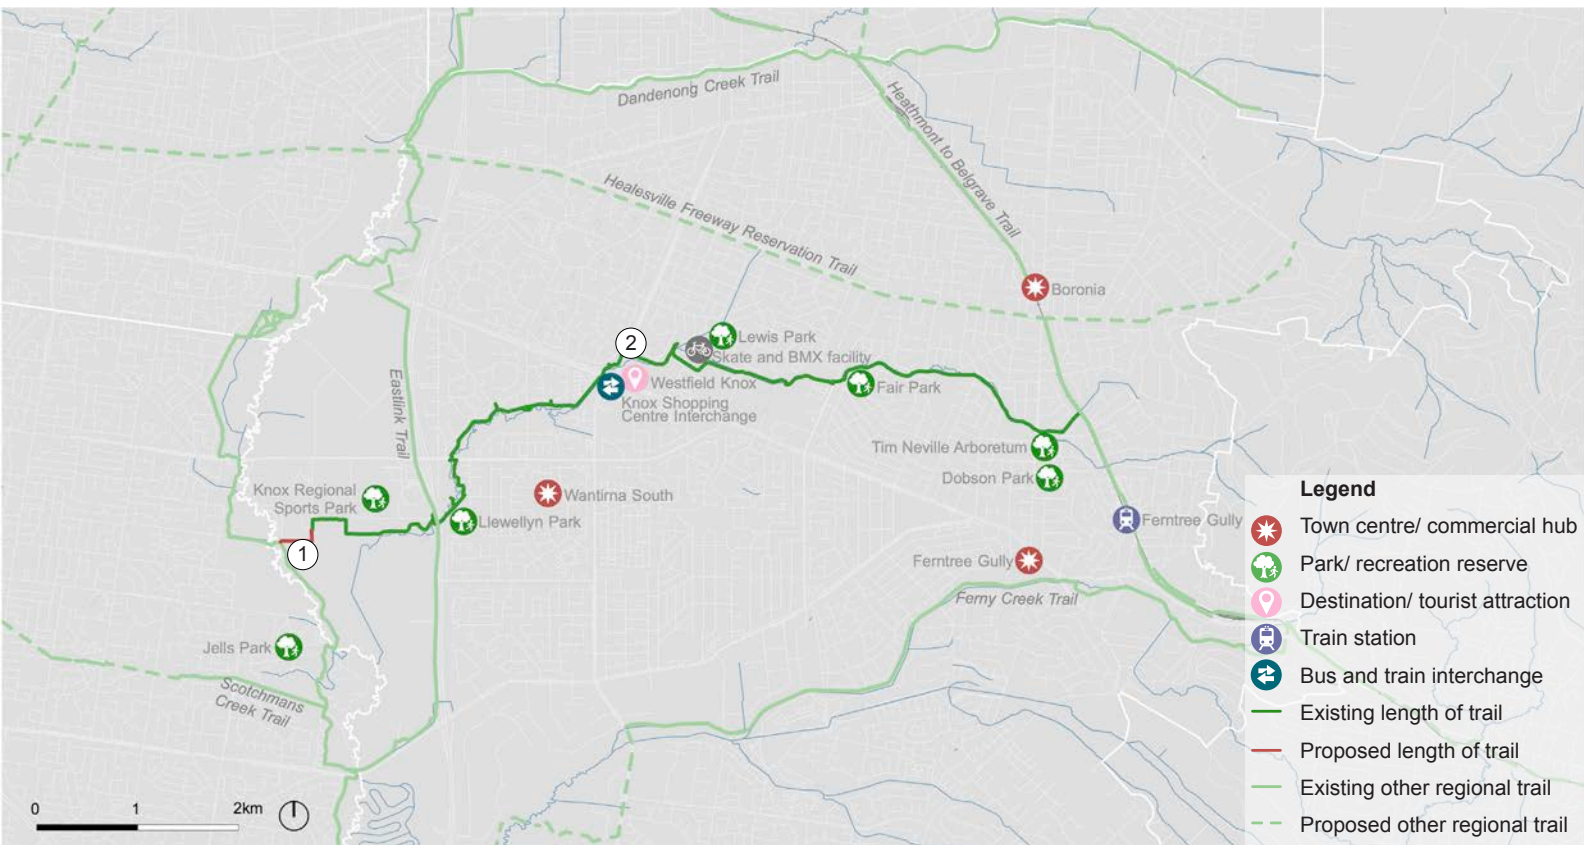 Dandenong Creek Trail
Heathmont to Belgrave Trail
Healesville Freeway Reservation Trail
Boronia
2
Lewis Park
Skate and BMX facility
Westfield Knox
Knox Shopping
Centre Interchange
Fair Park
Eastlink Trail
Tim Neville Arboretum
Dobson Park
Knox Regional
Sports Park
Wantirna South
Llewellyn Park
Ferntree Gully
1
Ferntree Gully
Ferny Creek Trail
Jells Park
Scotchmans
Creek Trail
0 1 2km
Legend
Town centre/ commercial hub
Park/ recreation reserve
Destination/ tourist attraction
Train station
Bus and train interchange
Existing length of trail
Proposed length of trail
Existing other regional trail
Proposed other regional trail